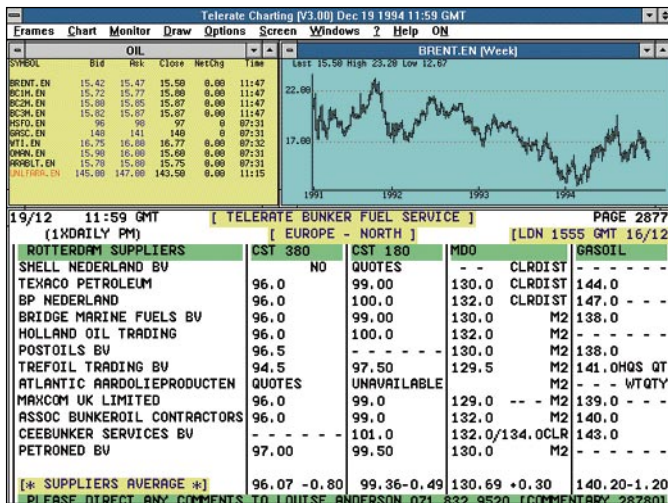 Telerate Charting (V3.00) Dec 19 1994 11:59 GMT
Frames Chart Monitor Draw Options Screen Windows ? Help ON
OIL
SYMBOL Bid Ask Close NetChg Time
BRENT.EN 15.42 15.47 15.50 0.00 11:47
BC1M.EN 15.72 15.77 15.80 0.00 11:47
BC2M.EN 15.80 15.85 15.87 0.00 11:47
BC3M.EN 15.82 15.87 15.87 0.00 11:47
HSFO.EN 96 98 97 0 07:31
GASC.EN 140 141 140 0 07:31
WTI.EN 16.75 16.80 16.77 0.00 07:32
OMAN.EN 15.90 16.00 15.60 0.00 07:31
ARABLT.EN 15.70 15.80 15.75 0.00 07:31
145.00 147.00 143.50 0.00 11:15
BRENT.EN (Week)
Last 15.50 High 23.20 Low 12.67
22.00
17.00
1991 1992 1993 1994
19/12 11:59 GMT [ TELERATE BUNKER FUEL SERVICE ] PAGE 2877
(1XDAILY PM) [ EUROPE - NORTH ] [LDN 1555 GMT 16/12
ROTTERDAM SUPPLIERS CST 380 CST 180 MDO GASOIL
SHELL NEDERLAND BV NO QUOTES - - CLRDIST - - - - - -
TEXACO PETROLEUM 96.0 99.00 130.0 CLRDIST 144.0
BP NEDERLAND 96.0 100.0 132.0 CLRDIST 147.0 - - -
BRIDGE MARINE FUELS BV 96.0 99.00 130.0 M2 138.0
HOLLAND OIL TRADING 96.0 100.0 132.0 M2 - - - - - -
POSTOILS BV 96.5 - - - - - - 130.0 M2 138.0
TREFOIL TRADING BV 94.5 97.50 129.5 M2 141.0HQS QT
ATLANTIC AARDOLIEPRODUCTEN QUOTES UNAVAILABLE M2 - - - WTQTY
MAXCOM UK LIMITED 96.0 99.0 129.0 -- - M2 139.0 - - -
ASSOC BUNKEROIL CONTRACTORS 96.0 99.0 132.0 M2 140.0
CEEBUNKER SERVICES BV - - - - - - 101.0 132.0/134.0CLR 143.0
PETRONED BV 97.00 99.50 130.0 M2 - - - - - -
[* SUPPLIERS AVERAGE *] 96.07 -0.80 99.36-0.49 130.69 +0.30 140.20-1.20
PLEASE DIRECT ANY COMMENTS TO LOUISE ANDERSON 071 832 9520 [COMMENTARY 28780]